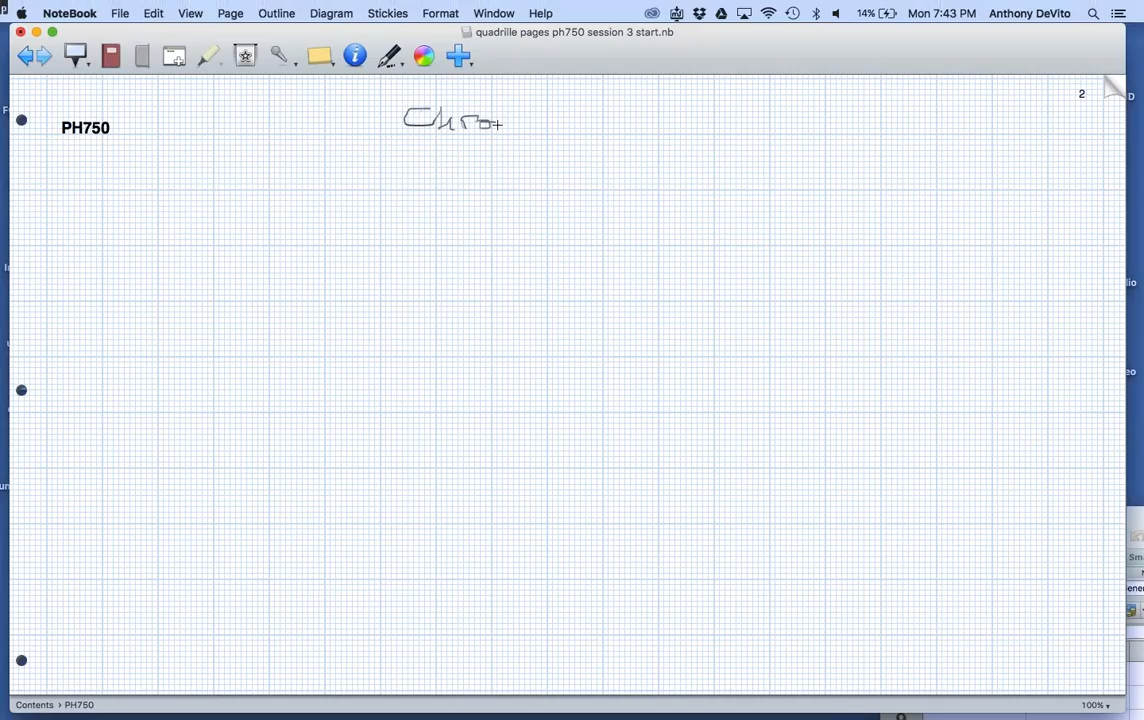 NoteBook File Edit View Page Outline Diagram Stickies Format Window Help 14% Mon 7:43 PM Anthony DeVito
quadrille pages ph750 session 3 start.nb
2
PH750
Chro
Contents › PH750
100%